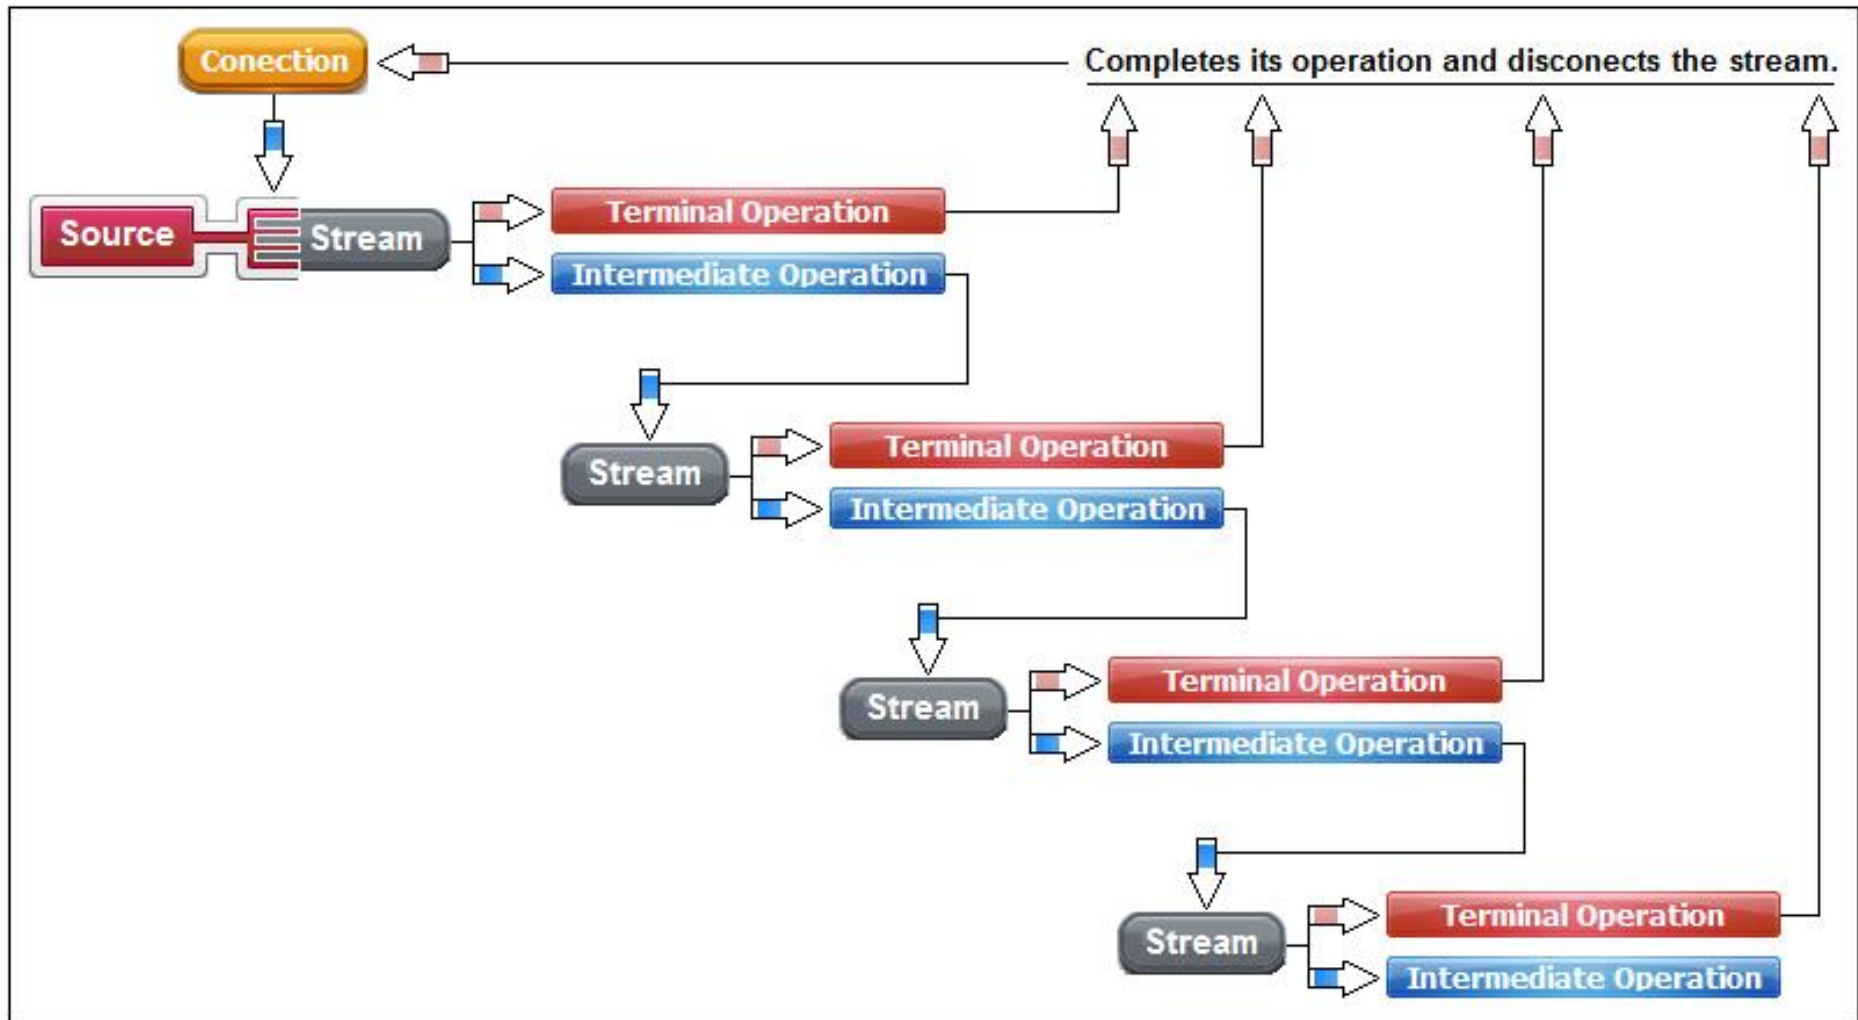 Conection
Completes its operation and disconects the stream.
Source
Stream
Terminal Operation
Intermediate Operation
Stream
Terminal Operation
Intermediate Operation
Stream
Terminal Operation
Intermediate Operation
Stream
Terminal Operation
Intermediate Operation